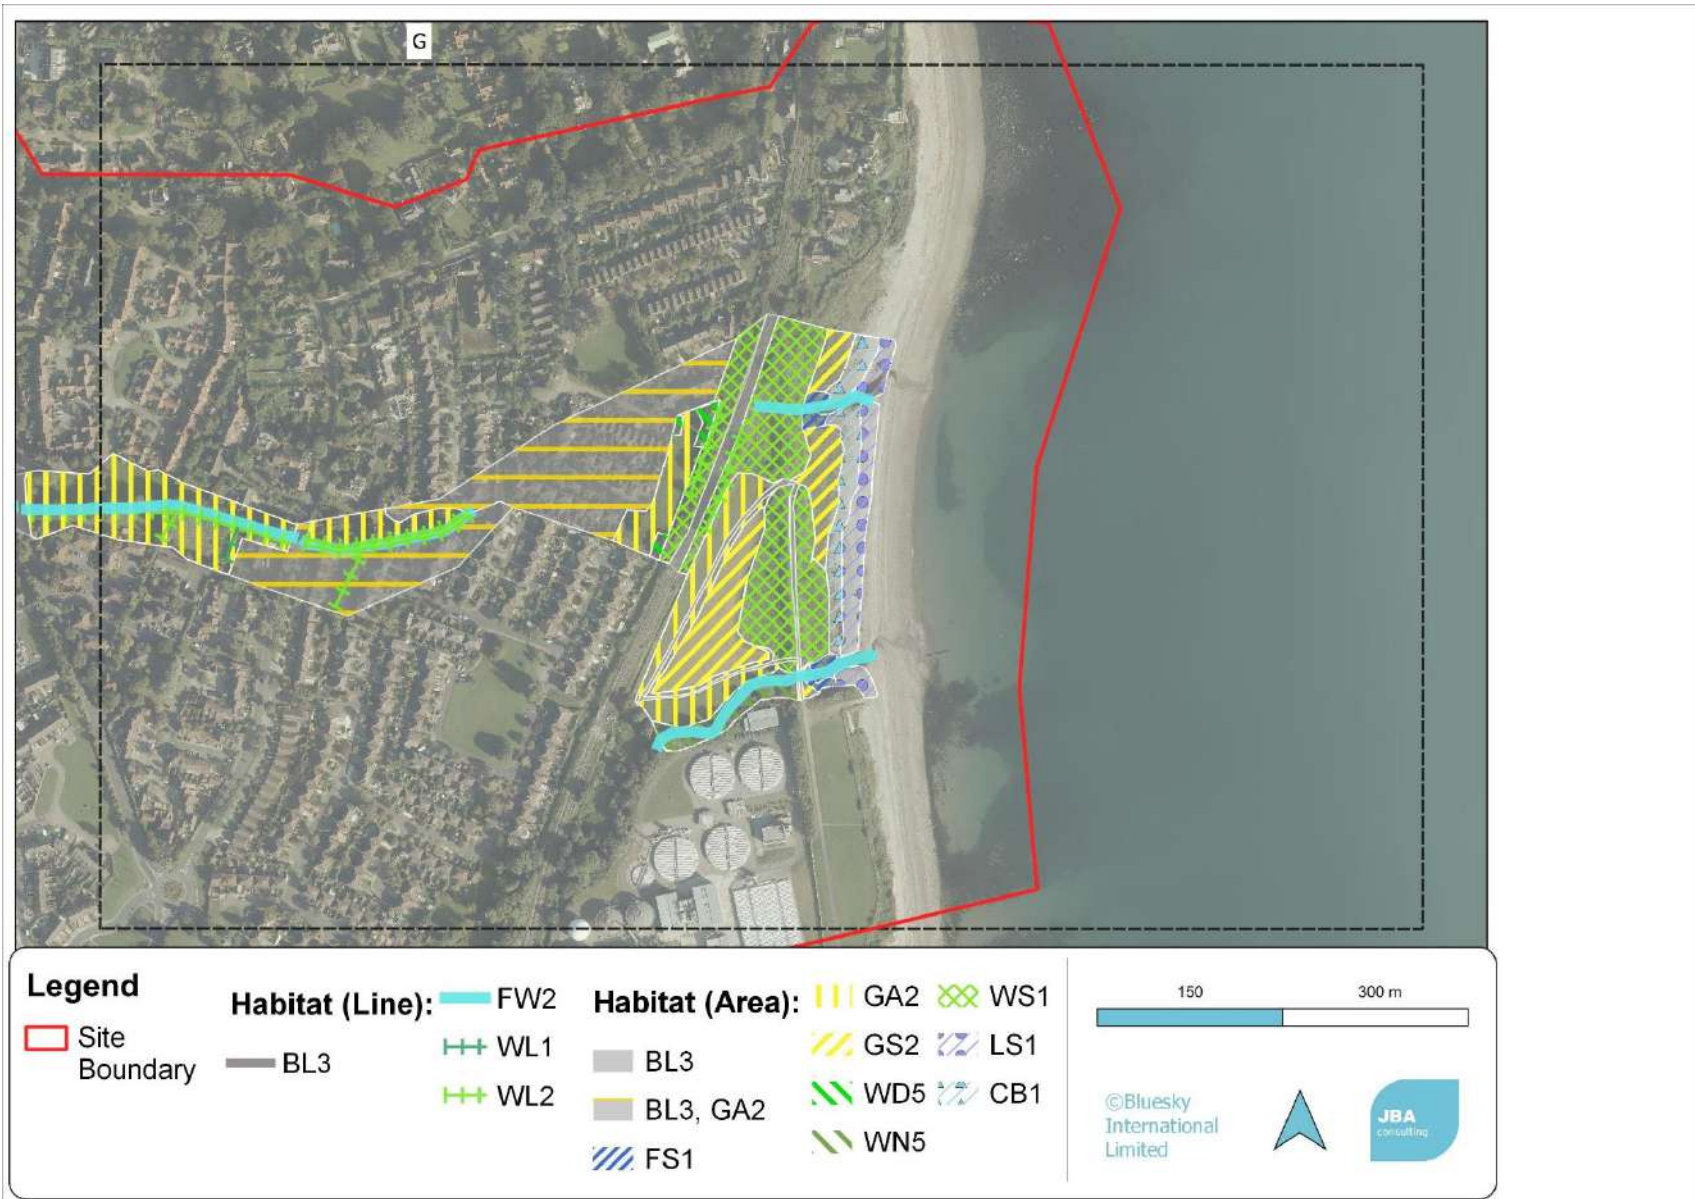 G
Legend
Site
Boundary
Habitat (Line):
BL3
FW2
WL1
WL2
Habitat (Area):
BL3
BL3, GA2
FS1
GA2
GS2
WD5
WN5
WS1
LS1
CB1
150
300 m
©Bluesky
International
Limited
JBA
consulting